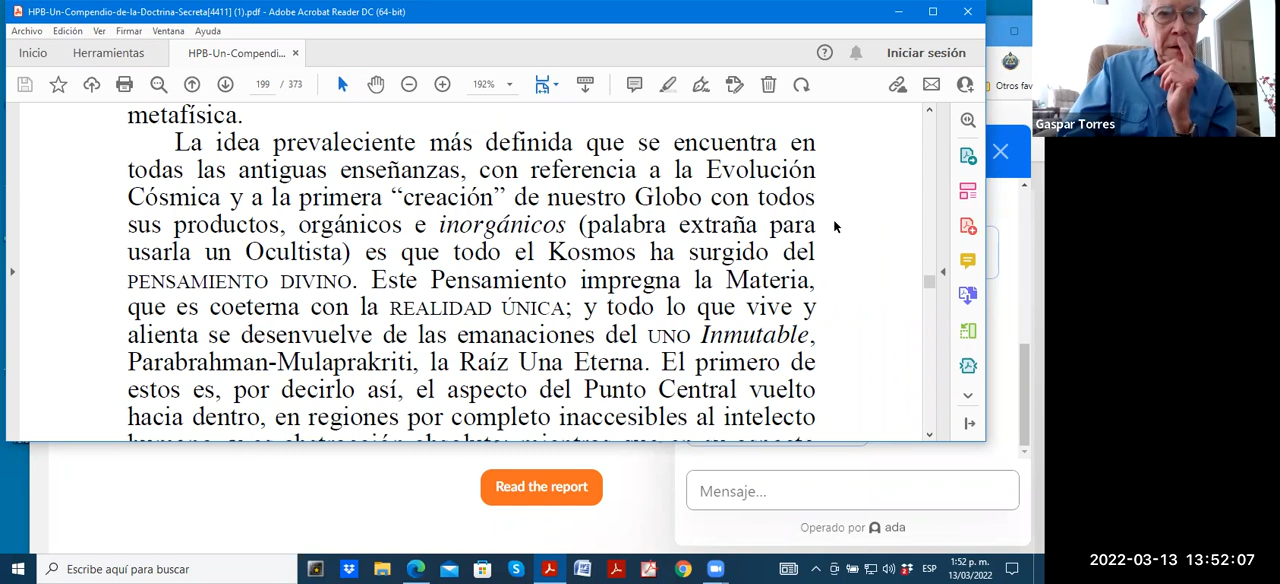 HPB-Un-Compendio-de-la-Doctrina-Secreta[4411] (1).pdf - Adobe Acrobat Reader DC (64-bit)
Archivo Edición Ver Firmar Ventana Ayuda
Inicio Herramientas HPB-Un-Compendi... × Iniciar sesión
199 / 373 192%
metafísica.
La idea prevaleciente más definida que se encuentra en
todas las antiguas enseñanzas, con referencia a la Evolución
Cósmica y a la primera “creación” de nuestro Globo con todos
sus productos, orgánicos e inorgánicos (palabra extraña para
usarla un Ocultista) es que todo el Kosmos ha surgido del
PENSAMIENTO DIVINO. Este Pensamiento impregna la Materia,
que es coeterna con la REALIDAD ÚNICA; y todo lo que vive y
alienta se desenvuelve de las emanaciones del UNO Inmutable,
Parabrahman-Mulaprakriti, la Raíz Una Eterna. El primero de
estos es, por decirlo así, el aspecto del Punto Central vuelto
hacia dentro, en regiones por completo inaccesibles al intelecto
Otros fav
Gaspar Torres
Read the report
Mensaje...
Operado por ada
Escribe aquí para buscar
ESP
1:52 p. m.
13/03/2022
2022-03-13 13:52:07